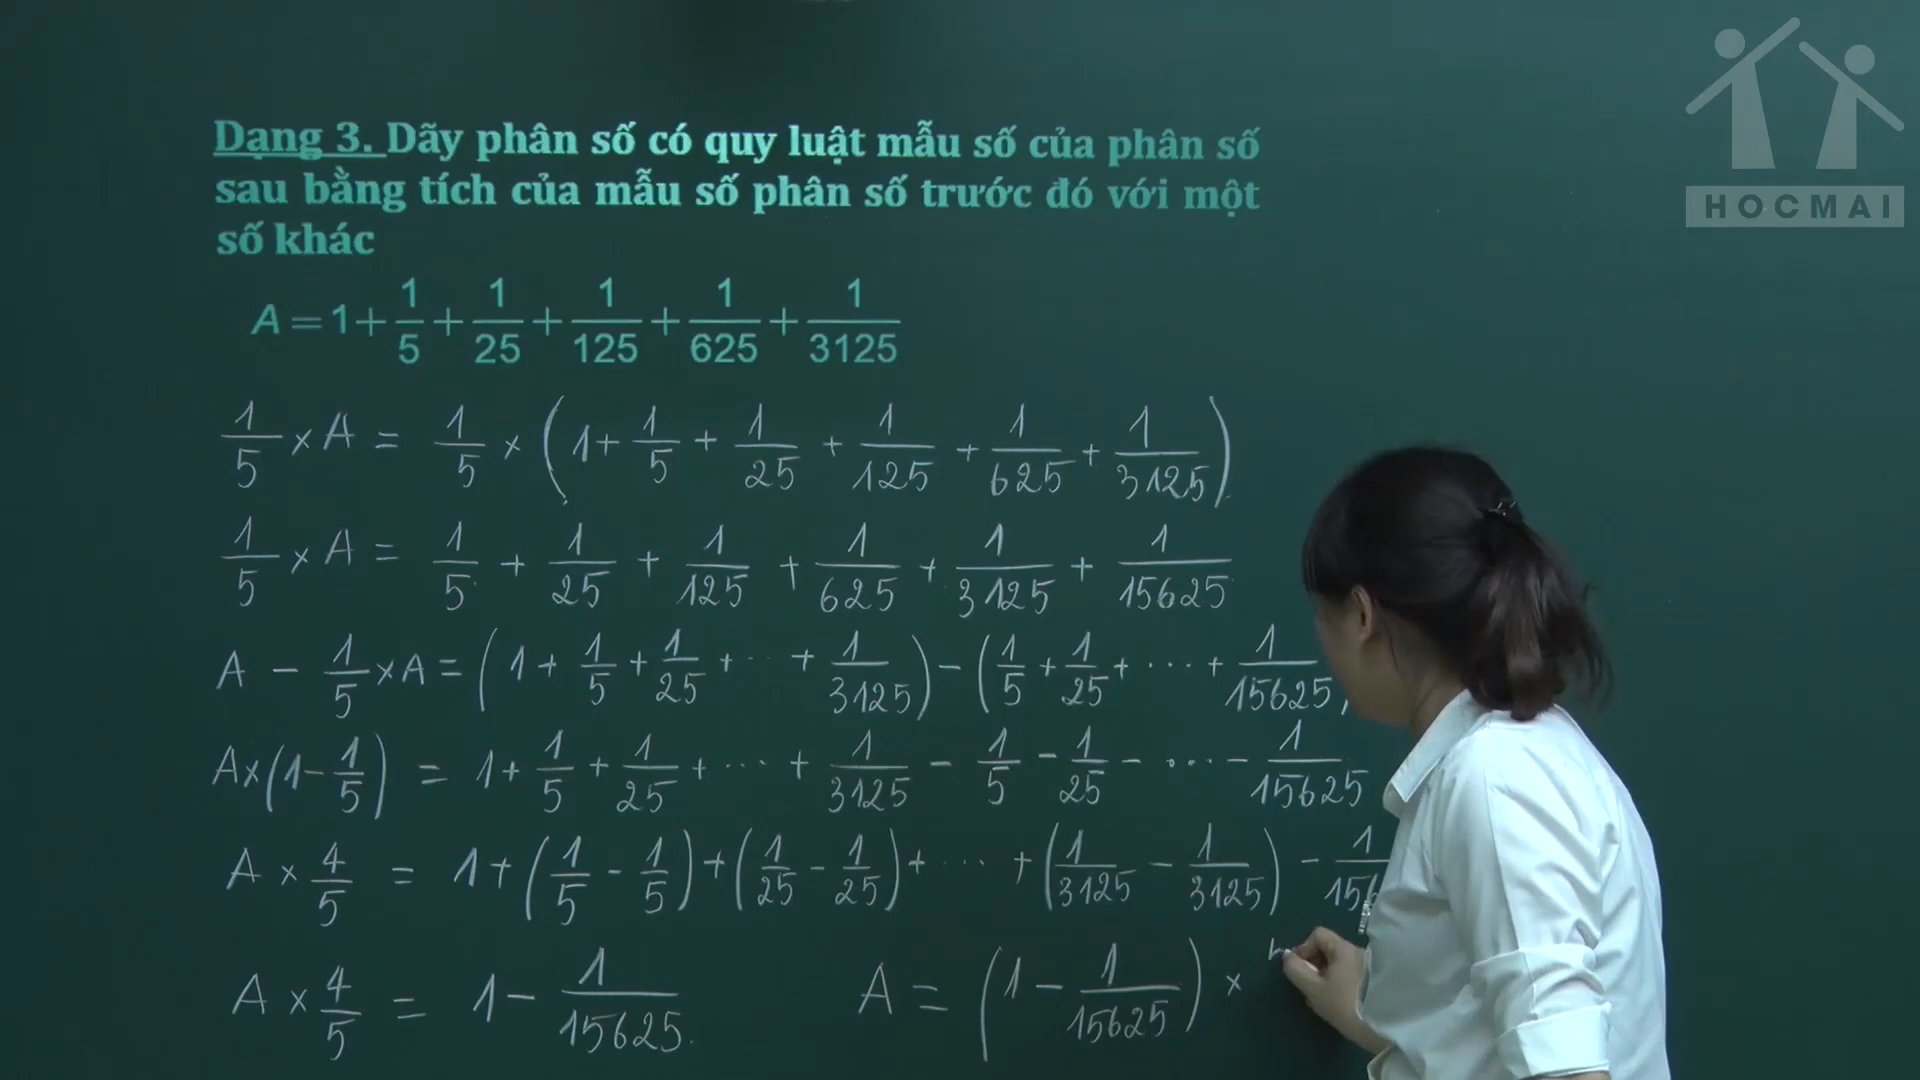 HOCMAI
Dạng 3. Dãy phân số có quy luật mẫu số của phân số
sau bằng tích của mẫu số phân số trước đó với một
số khác
A = 1 + 1/5 + 1/25 + 1/125 + 1/625 + 1/3125
1/5 × A = 1/5 × (1 + 1/5 + 1/25 + 1/125 + 1/625 + 1/3125)
1/5 × A = 1/5 + 1/25 + 1/125 + 1/625 + 1/3125 + 1/15625
A - 1/5 × A = (1 + 1/5 + 1/25 + ... + 1/3125) - (1/5 + 1/25 + ... + 1/15625)
A × (1 - 1/5) = 1 + 1/5 + 1/25 + ... + 1/3125 - 1/5 - 1/25 - ... - 1/15625
A × 4/5 = 1 + (1/5 - 1/5) + (1/25 - 1/25) + ... + (1/3125 - 1/3125) - 1/156
A × 4/5 = 1 - 1/15625. A = (1 - 1/15625) ×